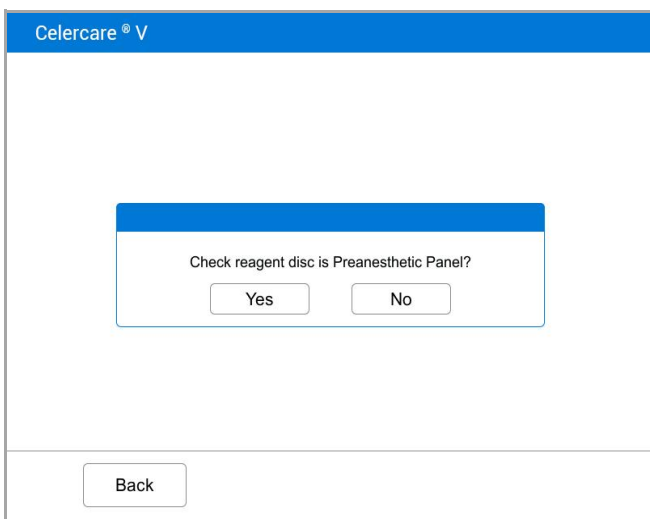 Celercare ® V
Check reagent disc is Preanesthetic Panel?
Yes No
Back